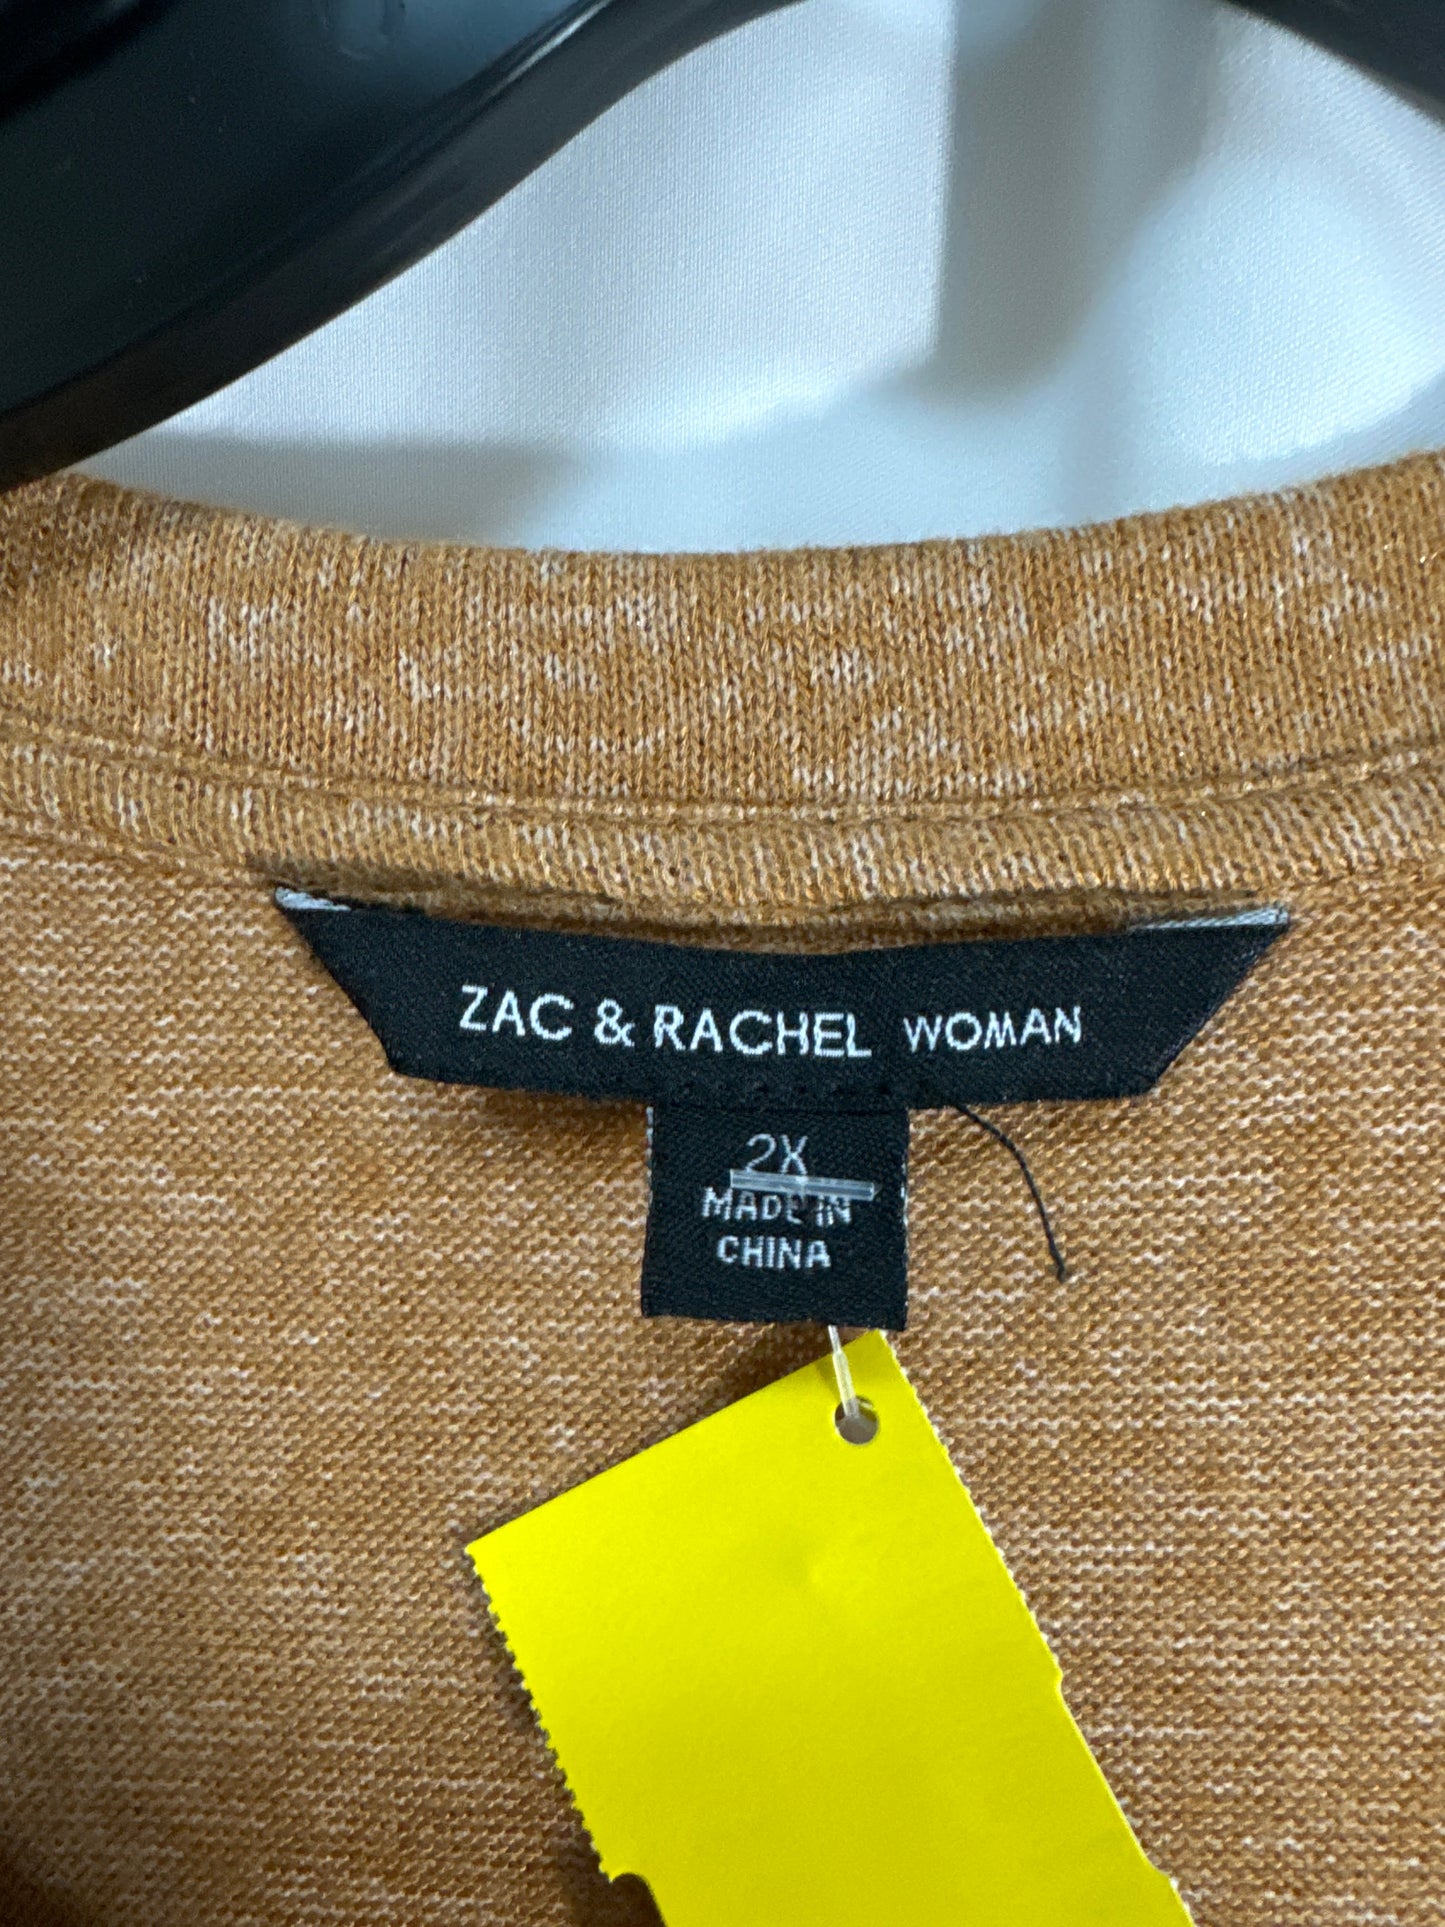 ZAC & RACHEL WOMAN
2X
MADE IN
CHINA